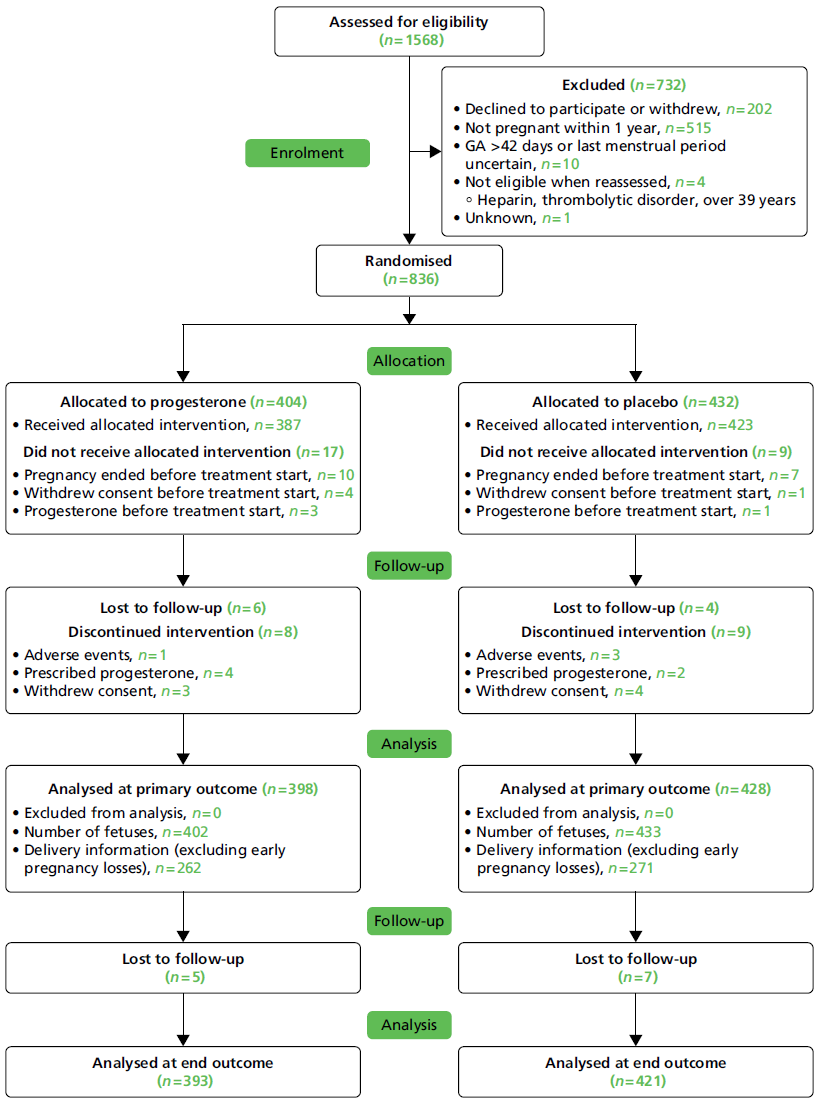 Assessed for eligibility
(n=1568)
Excluded (n=732)
• Declined to participate or withdrew, n=202
• Not pregnant within 1 year, n=515
• GA >42 days or last menstrual period
uncertain, n=10
• Not eligible when reassessed, n=4
◦ Heparin, thrombolytic disorder, over 39 years
• Unknown, n=1
Enrolment
Randomised
(n=836)
Allocation
Allocated to progesterone (n=404)
• Received allocated intervention, n=387
Did not receive allocated intervention (n=17)
• Pregnancy ended before treatment start, n=10
• Withdrew consent before treatment start, n=4
• Progesterone before treatment start, n=3
Allocated to placebo (n=432)
• Received allocated intervention, n=423
Did not receive allocated intervention (n=9)
• Pregnancy ended before treatment start, n=7
• Withdrew consent before treatment start, n=1
• Progesterone before treatment start, n=1
Follow-up
Lost to follow-up (n=6)
Discontinued intervention (n=8)
• Adverse events, n=1
• Prescribed progesterone, n=4
• Withdrew consent, n=3
Lost to follow-up (n=4)
Discontinued intervention (n=9)
• Adverse events, n=3
• Prescribed progesterone, n=2
• Withdrew consent, n=4
Analysis
Analysed at primary outcome (n=398)
• Excluded from analysis, n=0
• Number of fetuses, n=402
• Delivery information (excluding early
pregnancy losses), n=262
Analysed at primary outcome (n=428)
• Excluded from analysis, n=0
• Number of fetuses, n=433
• Delivery information (excluding early
pregnancy losses), n=271
Follow-up
Lost to follow-up
(n=5)
Lost to follow-up
(n=7)
Analysis
Analysed at end outcome
(n=393)
Analysed at end outcome
(n=421)